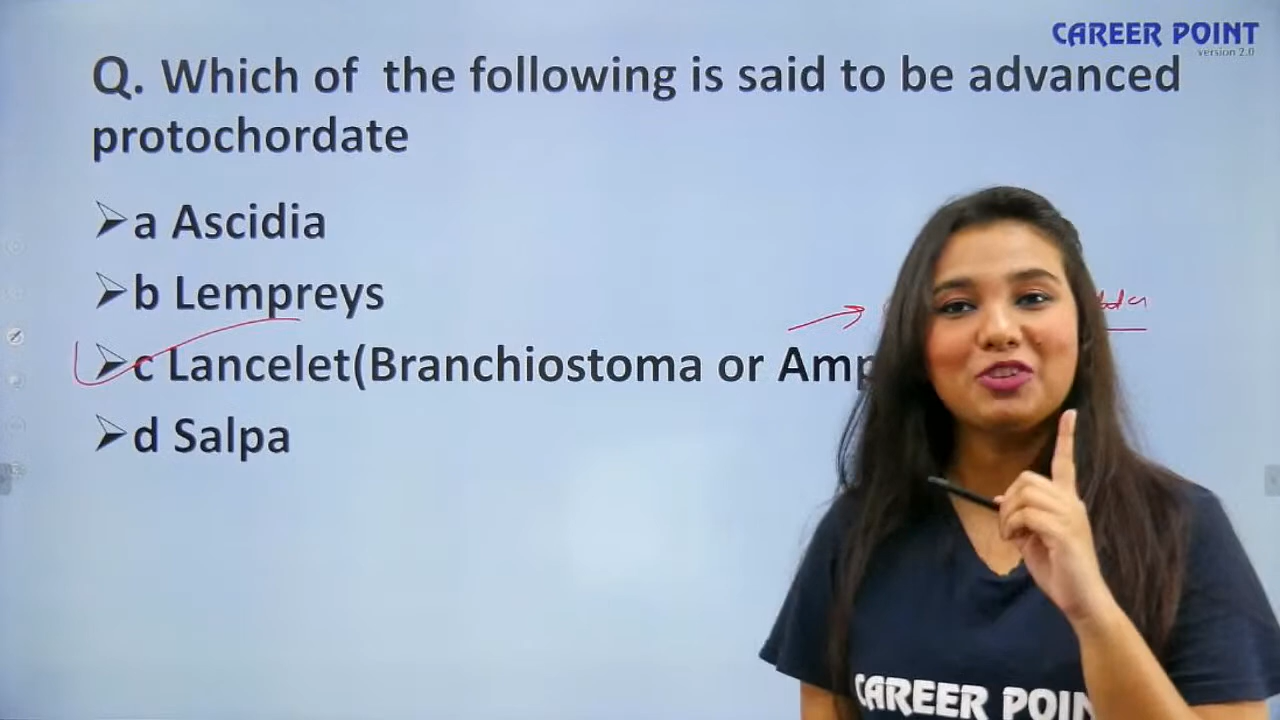 CAREER POINT
version 2.0
Q. Which of the following is said to be advanced
protochordate
➢a Ascidia
➢b Lempreys
➢c Lancelet(Branchiostoma or Amp
➢d Salpa
CAREER POIN